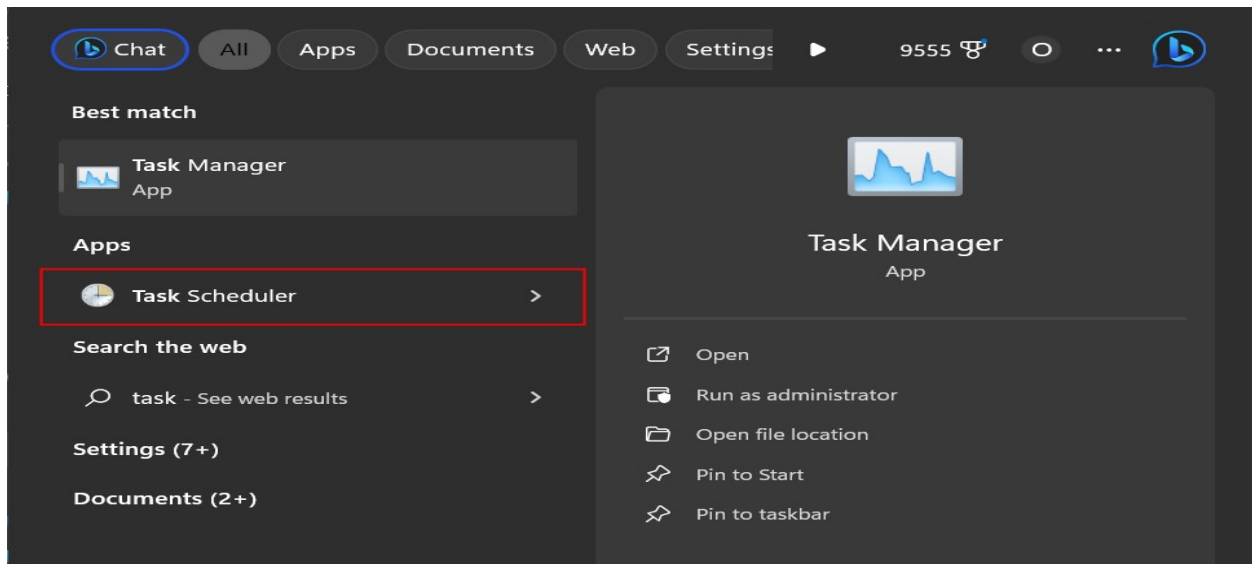 Chat All Apps Documents Web Settings 9555 O ...
Best match
Task Manager
App
Apps
Task Scheduler
Search the web
task - See web results
Settings (7+)
Documents (2+)
Task Manager
App
Open
Run as administrator
Open file location
Pin to Start
Pin to taskbar